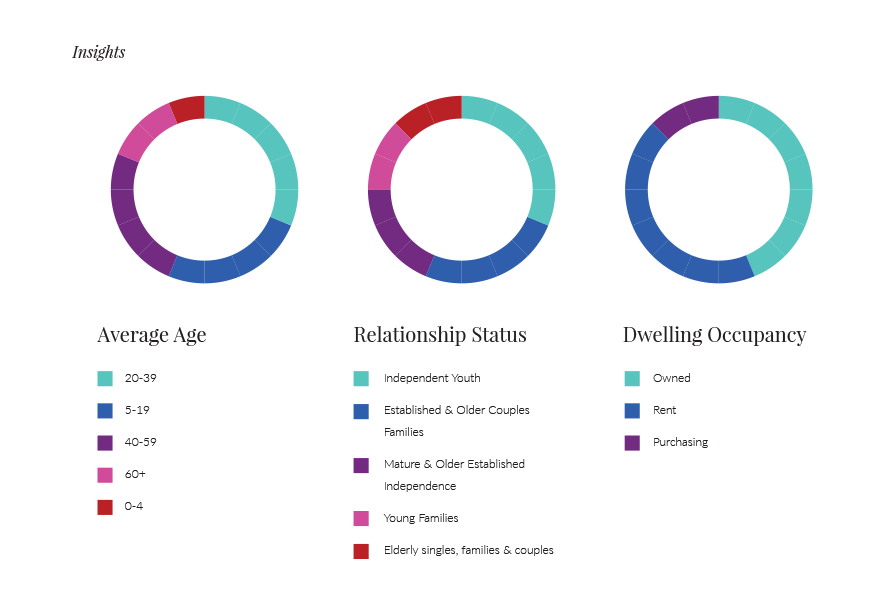 Insights
Average Age
20-39
5-19
40-59
60+
0-4
Relationship Status
Independent Youth
Established & Older Couples
Families
Mature & Older Established
Independence
Young Families
Elderly singles, families & couples
Dwelling Occupancy
Owned
Rent
Purchasing